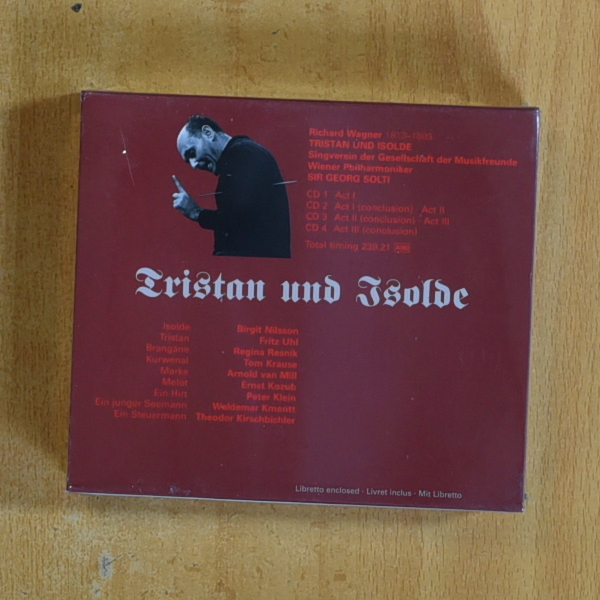 Richard Wagner 1813–1883
TRISTAN UND ISOLDE
Singverein der Gesellschaft der Musikfreunde
Wiener Philharmoniker
SIR GEORG SOLTI
CD 1 Act I
CD 2 Act I (conclusion) · Act II
CD 3 Act II (conclusion) · Act III
CD 4 Act III (conclusion)
Total timing 239.21
Tristan und Isolde
Isolde Birgit Nilsson
Tristan Fritz Uhl
Brangäne Regina Resnik
Kurwenal Tom Krause
Marke Arnold van Mill
Melot Ernst Kozub
Ein Hirt Peter Klein
Ein junger Seemann Waldemar Kmentt
Ein Steuermann Theodor Kirschbichler
Libretto enclosed · Livret inclus · Mit Libretto